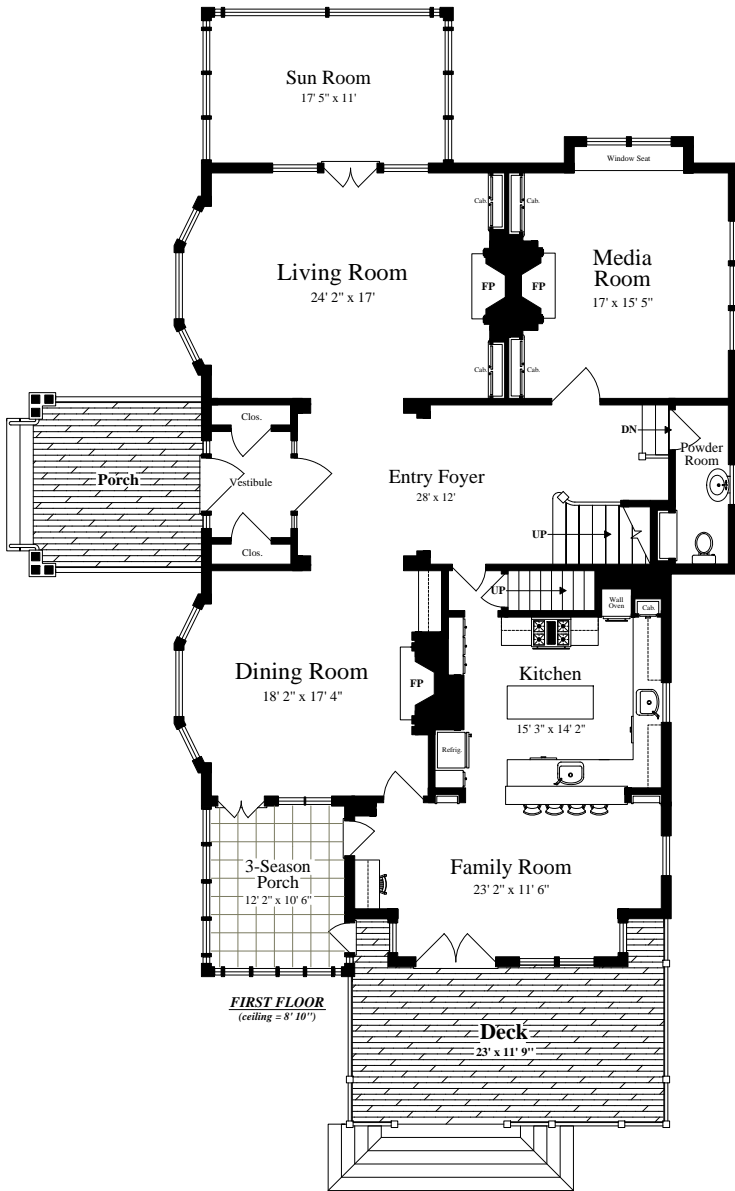 Sun Room
17' 5" x 11'
Window Seat
Cab.
Cab.
Living Room
24' 2" x 17'
Media
Room
17' x 15' 5"
FP
FP
Cab.
Cab.
Clos.
DN
Powder
Room
Porch
Vestibule
Entry Foyer
28' x 12'
UP
Clos.
UP
Wall
Oven
Cab.
Dining Room
18' 2" x 17' 4"
FP
Kitchen
15' 3" x 14' 2"
Refrig.
3-Season
Porch
12' 2" x 10' 6"
Family Room
23' 2" x 11' 6"
FIRST FLOOR
(ceiling = 8' 10")
Deck
23' x 11' 9"